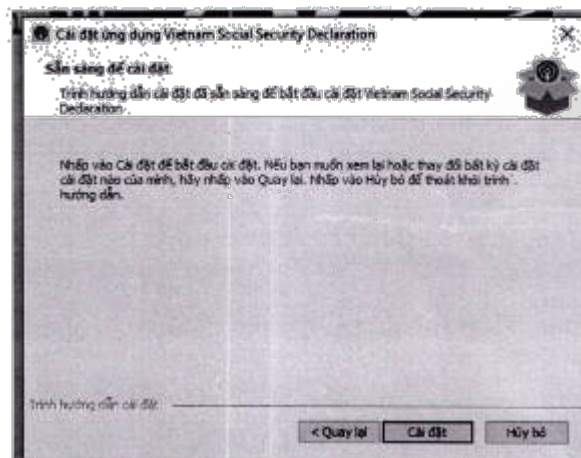 Cài đặt ứng dụng Vietnam Social Security Declaration
Sẵn sàng để cài đặt
Trình hướng dẫn cài đặt đã sẵn sàng để bắt đầu cài đặt Vietnam Social Security
Declaration
Nhấp vào Cài đặt để bắt đầu cài đặt. Nếu bạn muốn xem lại hoặc thay đổi bất kỳ cài đặt
cài đặt nào của mình, hãy nhấp vào Quay lại. Nhấp vào Hủy bỏ để thoát khỏi trình
hướng dẫn.
Trình hướng dẫn cài đặt
< Quay lại
Cài đặt
Hủy bỏ